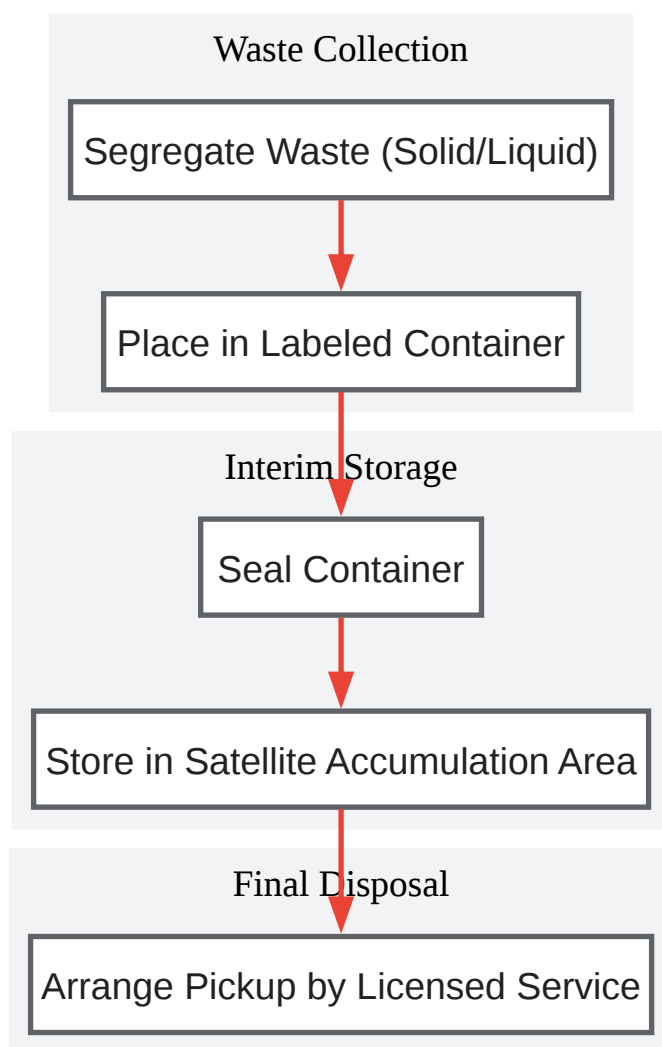 Waste Collection
Segregate Waste (Solid/Liquid)
Place in Labeled Container
Interim Storage
Seal Container
Store in Satellite Accumulation Area
Final Disposal
Arrange Pickup by Licensed Service